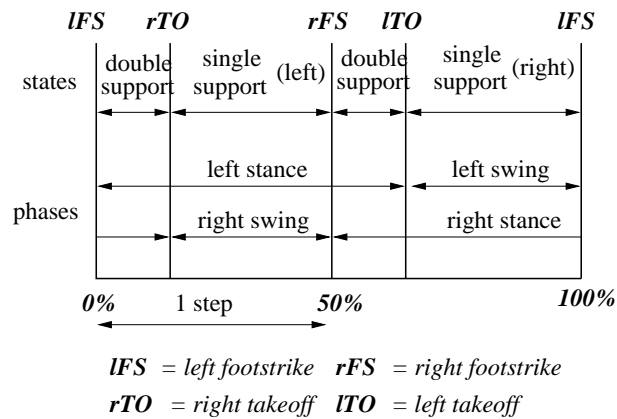 lFS rTO rFS lTO lFS
states
double support
single support (left)
double support
single support (right)
left stance left swing
phases
right swing right stance
0% 1 step 50% 100%
lFS = left footstrike rFS = right footstrike
rTO = right takeoff lTO = left takeoff